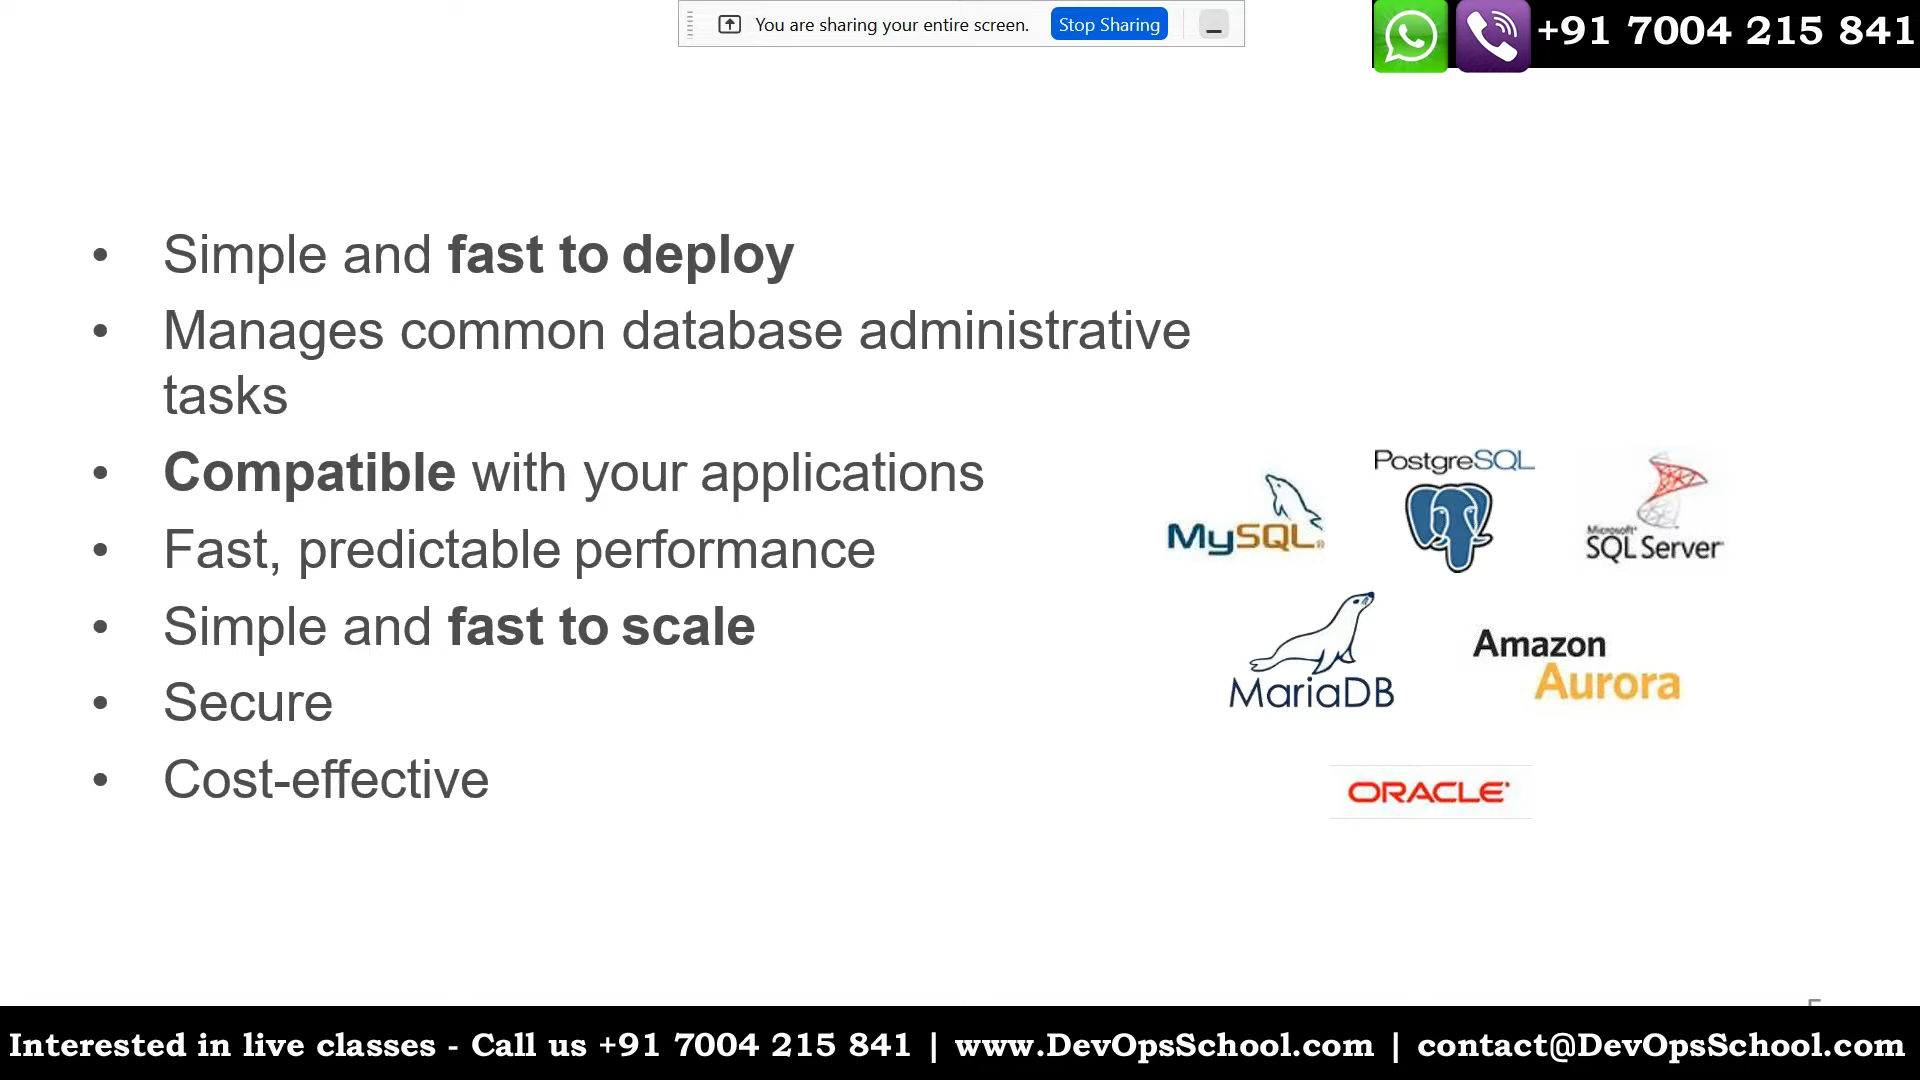 You are sharing your entire screen.
Stop Sharing
+91 7004 215 841
• Simple and fast to deploy
• Manages common database administrative
tasks
• Compatible with your applications
• Fast, predictable performance
• Simple and fast to scale
• Secure
• Cost-effective
PostgreSQL
MySQL®
Microsoft®
SQL Server
MariaDB
Amazon
Aurora
ORACLE
Interested in live classes - Call us +91 7004 215 841 | www.DevOpsSchool.com | contact@DevOpsSchool.com